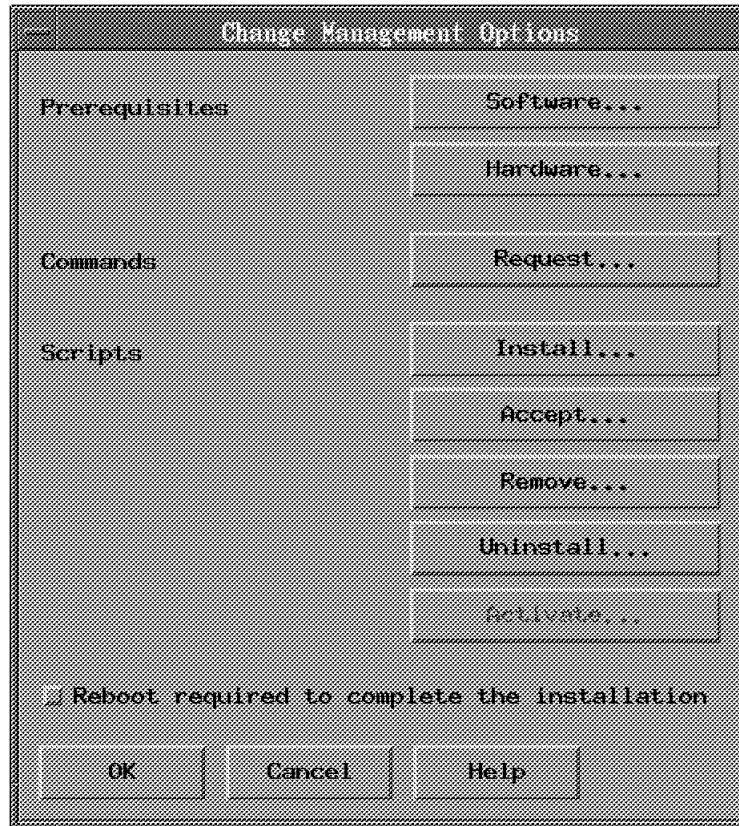 Change Management Options
Prerequisites Software...
Hardware...
Commands Request...
Scripts Install...
Accept...
Remove...
Uninstall...
Activate...
Reboot required to complete the installation
OK Cancel Help